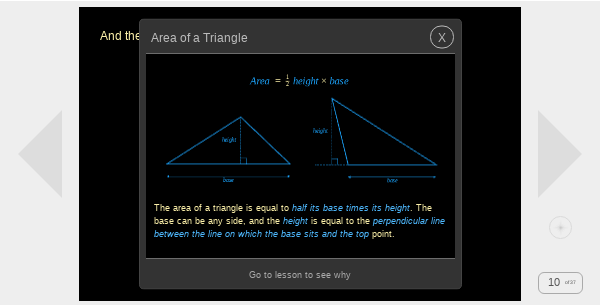 And the
Area of a Triangle
X
Area = 1/2 height × base
height
height
base
base
The area of a triangle is equal to half its base times its height. The
base can be any side, and the height is equal to the perpendicular line
between the line on which the base sits and the top point.
Go to lesson to see why
10 of 37